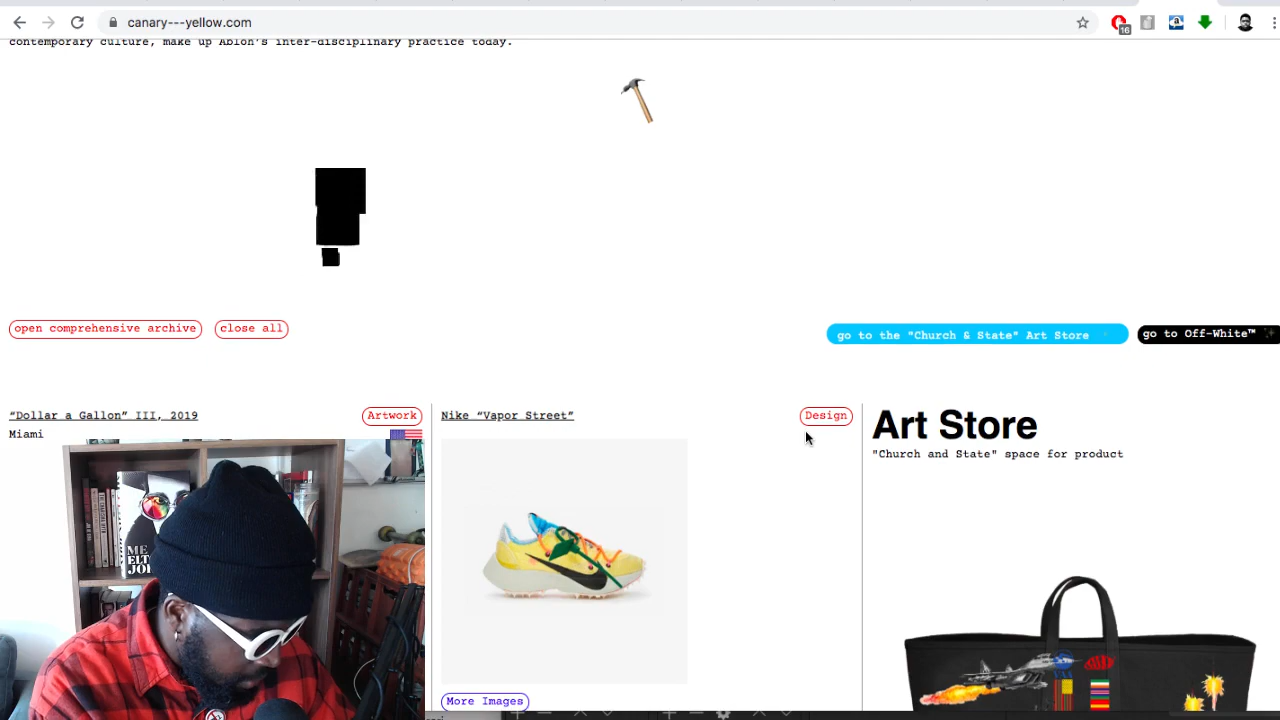 canary---yellow.com
16
contemporary culture, make up Abloh's inter-disciplinary practice today.
open comprehensive archive
close all
go to the "Church & State" Art Store
go to Off-White™
“Dollar a Gallon” III, 2019
Artwork
Miami
Nike “Vapor Street”
Design
More Images
Art Store
"Church and State" space for product